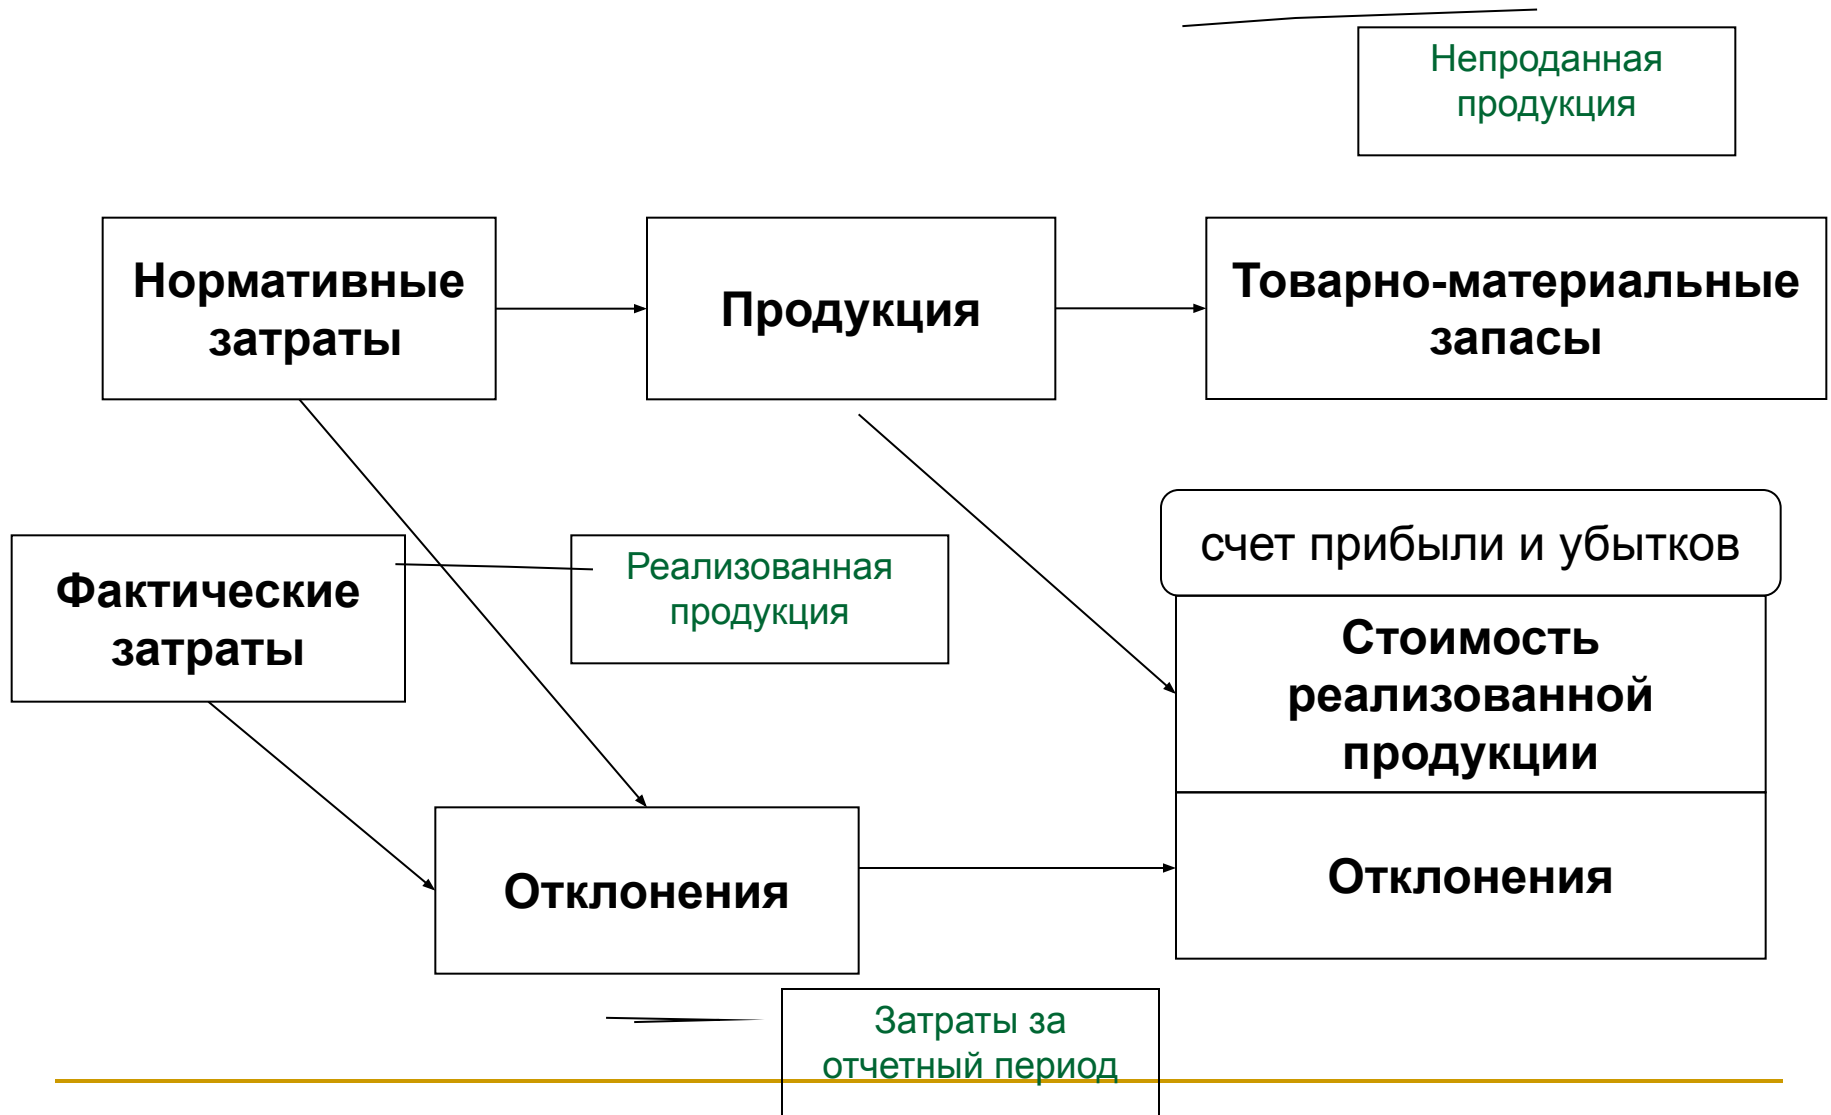 Непроданная
продукция
Нормативные
затраты
Продукция
Товарно-материальные
запасы
Фактические
затраты
Реализованная
продукция
счет прибыли и убытков
Стоимость
реализованной
продукции
Отклонения
Отклонения
Затраты за
отчетный период